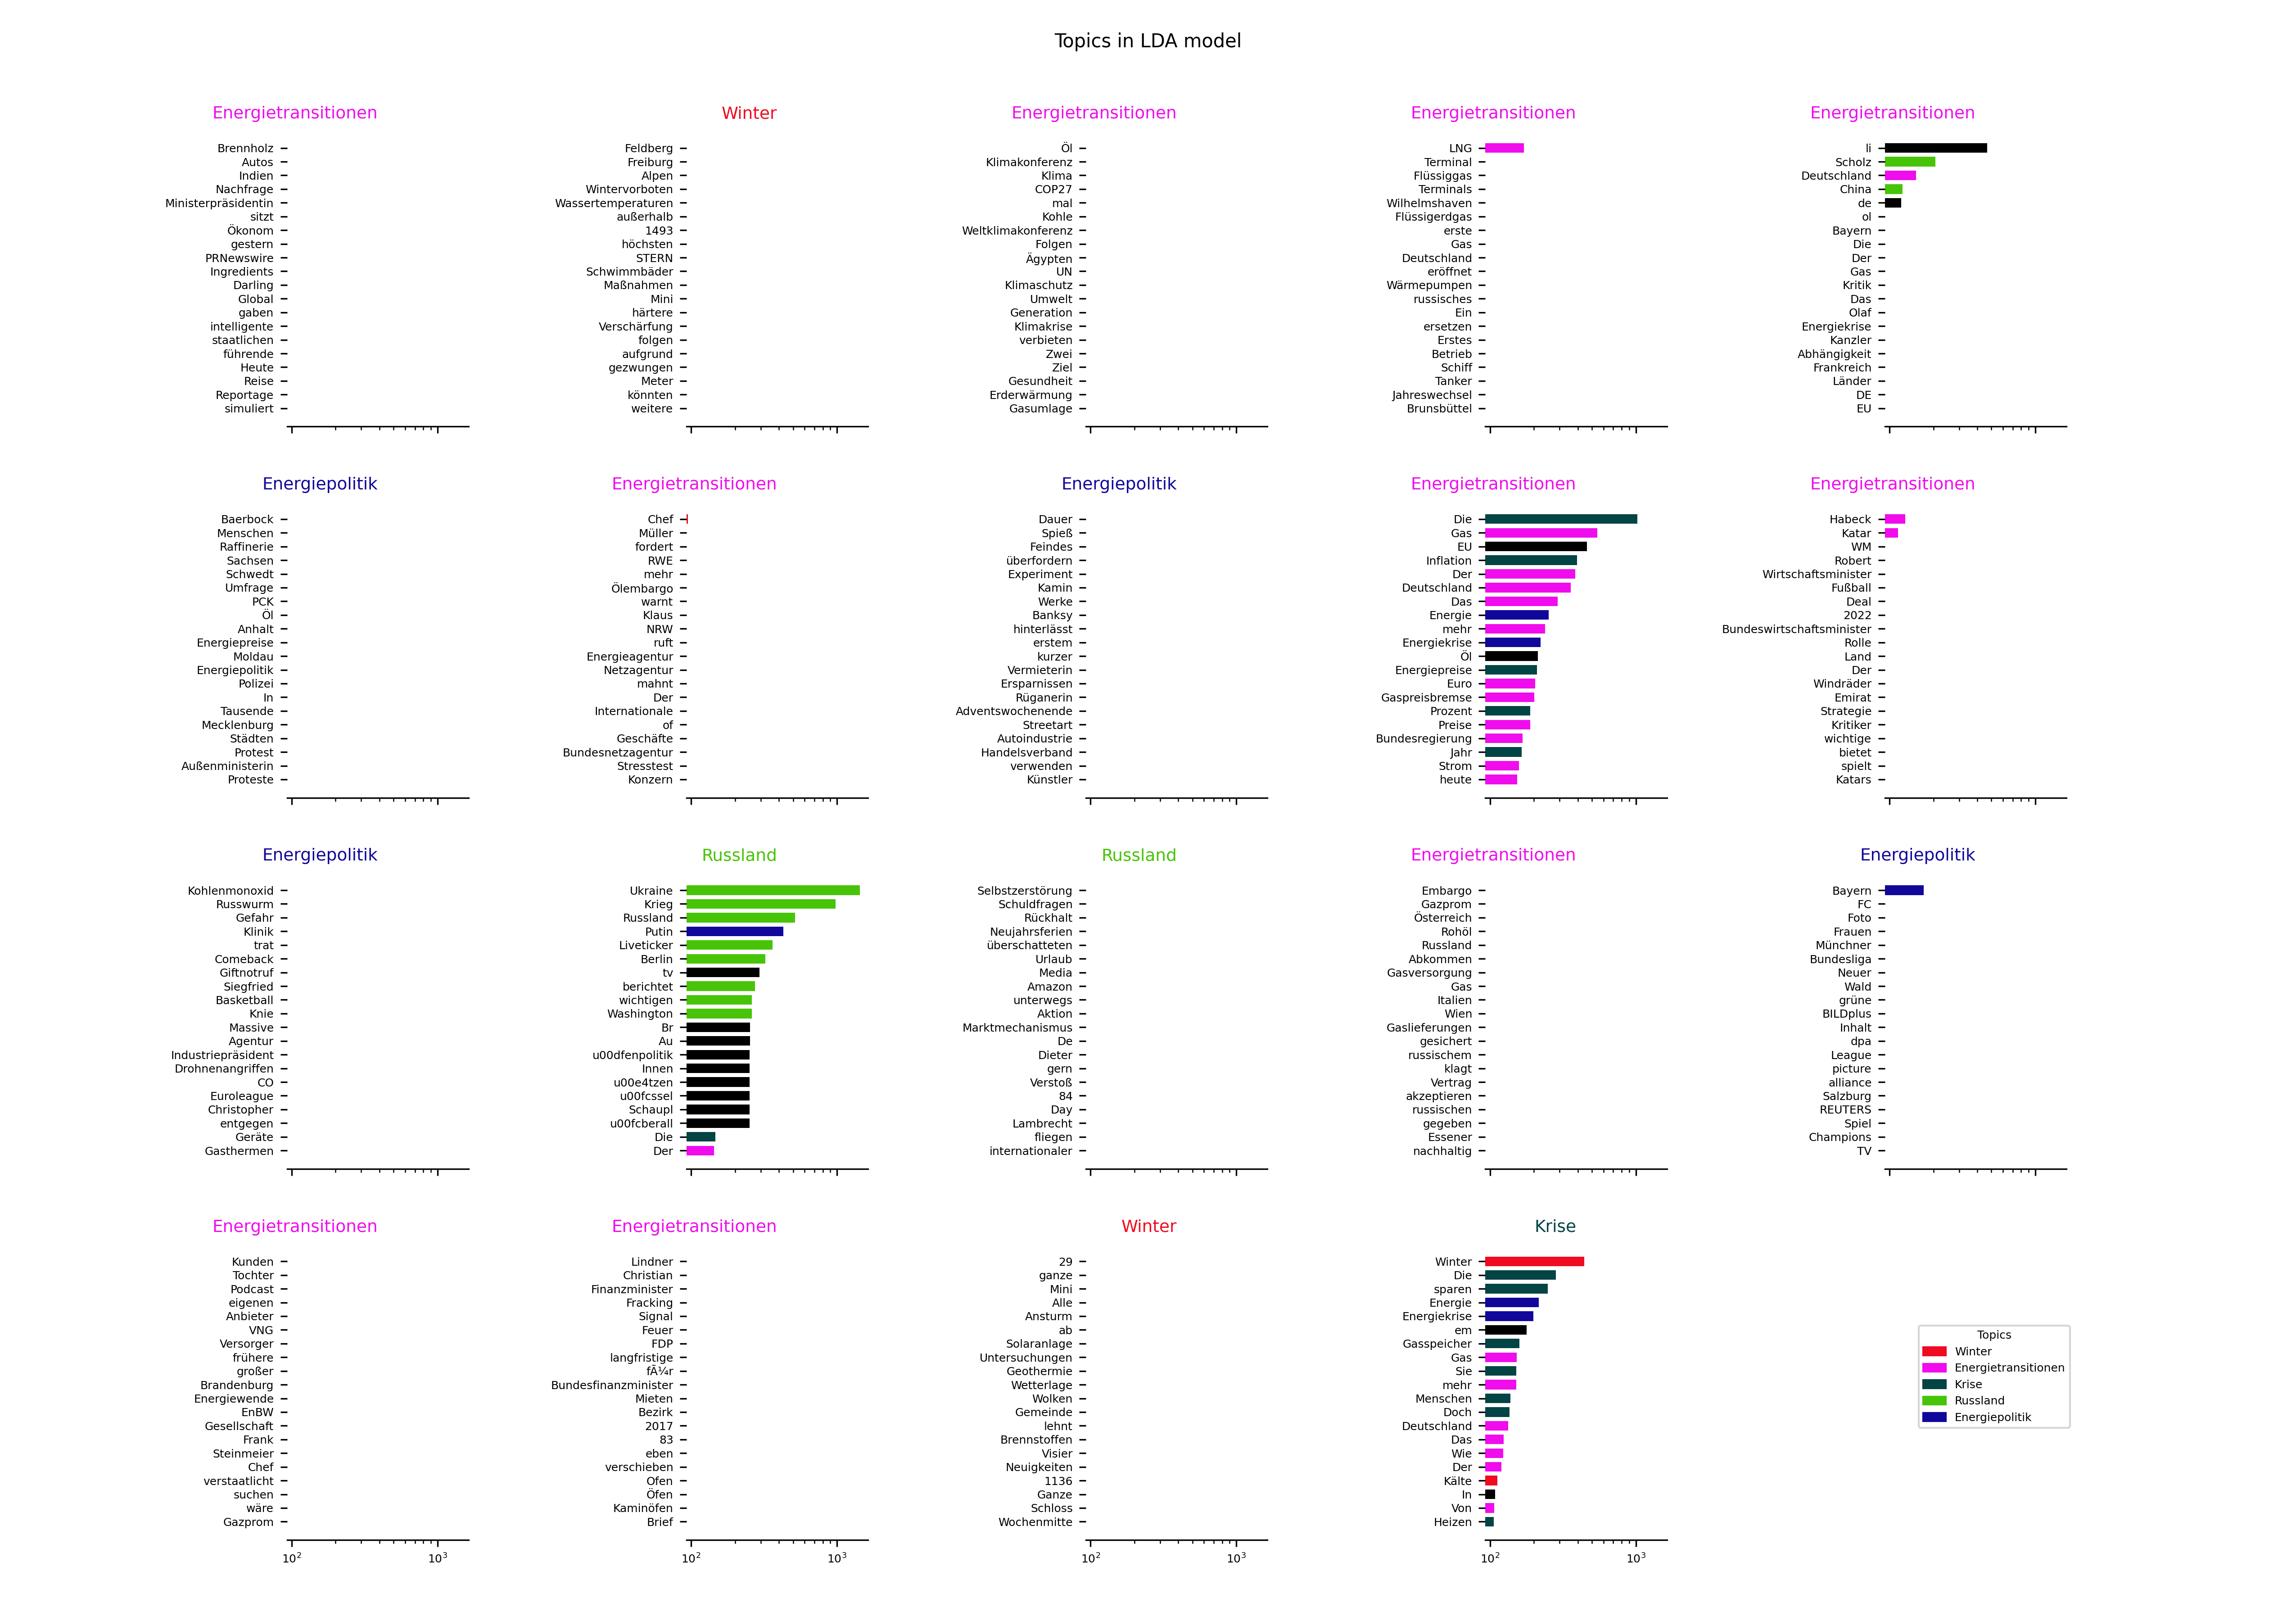 Topics in LDA model
Energietransitionen
Brennholz
Autos
Indien
Nachfrage
Ministerpräsidentin
sitzt
Ökonom
gestern
PRNewswire
Ingredients
Darling
Global
gaben
intelligente
staatlichen
führende
Heute
Reise
Reportage
simuliert
Winter
Feldberg
Freiburg
Alpen
Wintervorboten
Wassertemperaturen
außerhalb
1493
höchsten
STERN
Schwimmbäder
Maßnahmen
Mini
härtere
Verschärfung
folgen
aufgrund
gezwungen
Meter
könnten
weitere
Energietransitionen
Öl
Klimakonferenz
Klima
COP27
mal
Kohle
Weltklimakonferenz
Folgen
Ägypten
UN
Klimaschutz
Umwelt
Generation
Klimakrise
verbieten
Zwei
Ziel
Gesundheit
Erderwärmung
Gasumlage
Energietransitionen
LNG
Terminal
Flüssiggas
Terminals
Wilhelmshaven
Flüssigerdgas
erste
Gas
Deutschland
eröffnet
Wärmepumpen
russisches
Ein
ersetzen
Erstes
Betrieb
Schiff
Tanker
Jahreswechsel
Brunsbüttel
Energietransitionen
li
Scholz
Deutschland
China
de
ol
Bayern
Die
Der
Gas
Kritik
Das
Olaf
Energiekrise
Kanzler
Abhängigkeit
Frankreich
Länder
DE
EU
Energiepolitik
Baerbock
Menschen
Raffinerie
Sachsen
Schwedt
Umfrage
PCK
Öl
Anhalt
Energiepreise
Moldau
Energiepolitik
Polizei
In
Tausende
Mecklenburg
Städten
Protest
Außenministerin
Proteste
Energietransitionen
Chef
Müller
fordert
RWE
mehr
Ölembargo
warnt
Klaus
NRW
ruft
Energieagentur
Netzagentur
mahnt
Der
Internationale
of
Geschäfte
Bundesnetzagentur
Stresstest
Konzern
Energiepolitik
Dauer
Spieß
Feindes
überfordern
Experiment
Kamin
Werke
Banksy
hinterlässt
erstem
kurzer
Vermieterin
Ersparnissen
Rüganerin
Adventswochenende
Streetart
Autoindustrie
Handelsverband
verwenden
Künstler
Energietransitionen
Die
Gas
EU
Inflation
Der
Deutschland
Das
Energie
mehr
Energiekrise
Öl
Energiepreise
Euro
Gaspreisbremse
Prozent
Preise
Bundesregierung
Jahr
Strom
heute
Energietransitionen
Habeck
Katar
WM
Robert
Wirtschaftsminister
Fußball
Deal
2022
Bundeswirtschaftsminister
Rolle
Land
Der
Windräder
Emirat
Strategie
Kritiker
wichtige
bietet
spielt
Katars
Energiepolitik
Kohlenmonoxid
Russwurm
Gefahr
Klinik
trat
Comeback
Giftnotruf
Siegfried
Basketball
Knie
Massive
Agentur
Industriepräsident
Drohnenangriffen
CO
Euroleague
Christopher
entgegen
Geräte
Gasthermen
Russland
Ukraine
Krieg
Russland
Putin
Liveticker
Berlin
tv
berichtet
wichtigen
Washington
Br
Au
u00dfenpolitik
Innen
u00e4tzen
u00fcssel
Schaupl
u00fcberall
Die
Der
Russland
Selbstzerstörung
Schuldfragen
Rückhalt
Neujahrsferien
überschatteten
Urlaub
Media
Amazon
unterwegs
Aktion
Marktmechanismus
De
Dieter
gern
Verstoß
84
Day
Lambrecht
fliegen
internationaler
Energietransitionen
Embargo
Gazprom
Österreich
Rohöl
Russland
Abkommen
Gasversorgung
Gas
Italien
Wien
Gaslieferungen
gesichert
russischem
klagt
Vertrag
akzeptieren
russischen
gegeben
Essener
nachhaltig
Energiepolitik
Bayern
FC
Foto
Frauen
Münchner
Bundesliga
Neuer
Wald
grüne
BILDplus
Inhalt
dpa
League
picture
alliance
Salzburg
REUTERS
Spiel
Champions
TV
Energietransitionen
Kunden
Tochter
Podcast
eigenen
Anbieter
VNG
Versorger
frühere
großer
Brandenburg
Energiewende
EnBW
Gesellschaft
Frank
Steinmeier
Chef
verstaatlicht
suchen
wäre
Gazprom
10² 10³
Energietransitionen
Lindner
Christian
Finanzminister
Fracking
Signal
Feuer
FDP
langfristige
fÃ¼r
Bundesfinanzminister
Mieten
Bezirk
2017
83
eben
verschieben
Ofen
Öfen
Kaminöfen
Brief
10² 10³
Winter
29
ganze
Mini
Alle
Ansturm
ab
Solaranlage
Untersuchungen
Geothermie
Wetterlage
Wolken
Gemeinde
lehnt
Brennstoffen
Visier
Neuigkeiten
1136
Ganze
Schloss
Wochenmitte
10² 10³
Krise
Winter
Die
sparen
Energie
Energiekrise
em
Gasspeicher
Gas
Sie
mehr
Menschen
Doch
Deutschland
Das
Wie
Der
Kälte
In
Von
Heizen
10² 10³
Topics
Winter
Energietransitionen
Krise
Russland
Energiepolitik